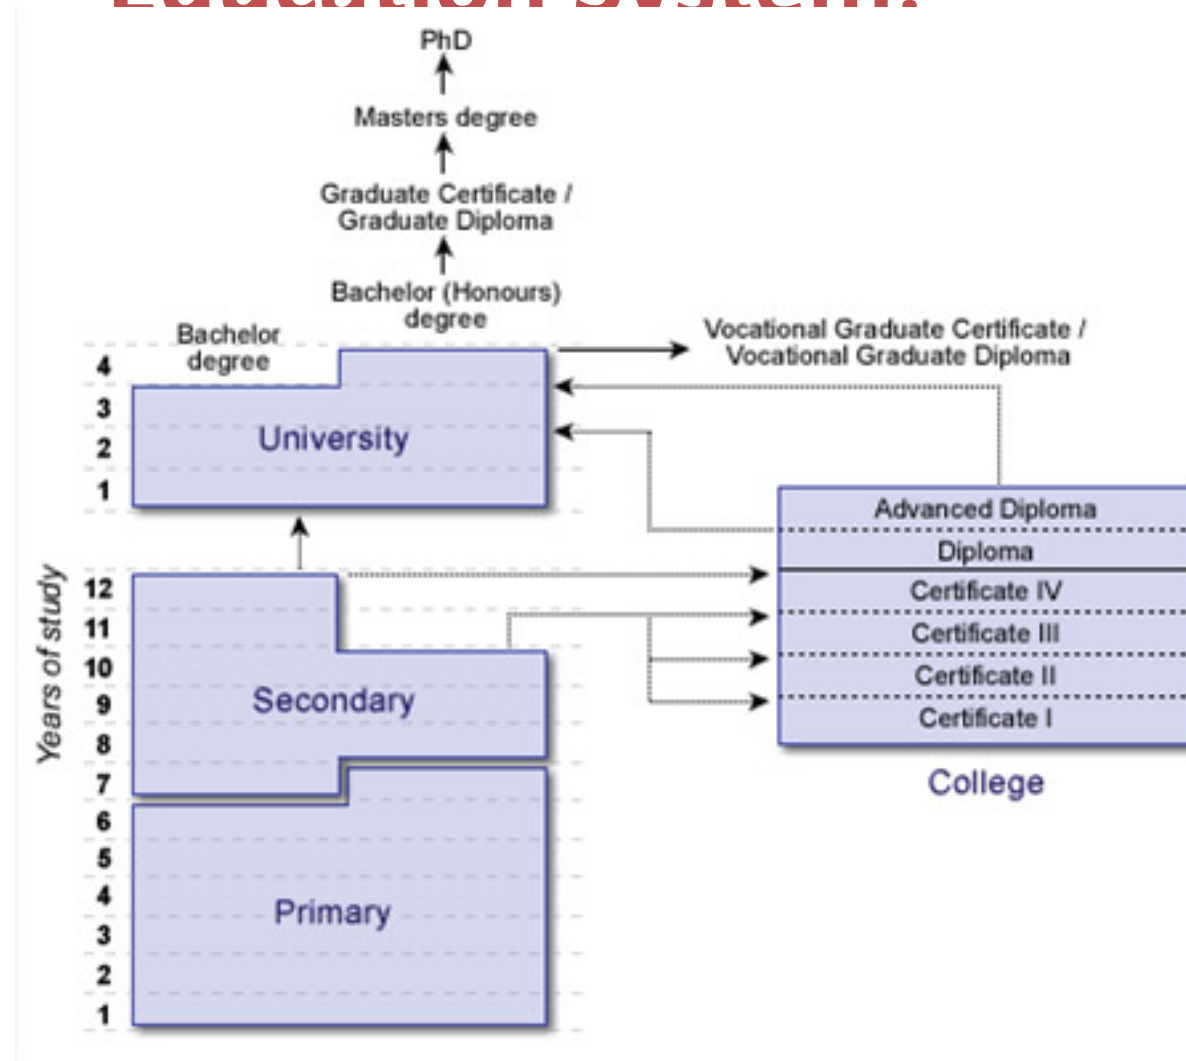 Education System:
PhD
Masters degree
Graduate Certificate /
Graduate Diploma
Bachelor (Honours)
degree
Bachelor
degree
Vocational Graduate Certificate /
Vocational Graduate Diploma
4
3
2
1
University
Advanced Diploma
Diploma
Certificate IV
Certificate III
Certificate II
Certificate I
College
Years of study
12
11
10
9
8
7
6
5
4
3
2
1
Secondary
Primary